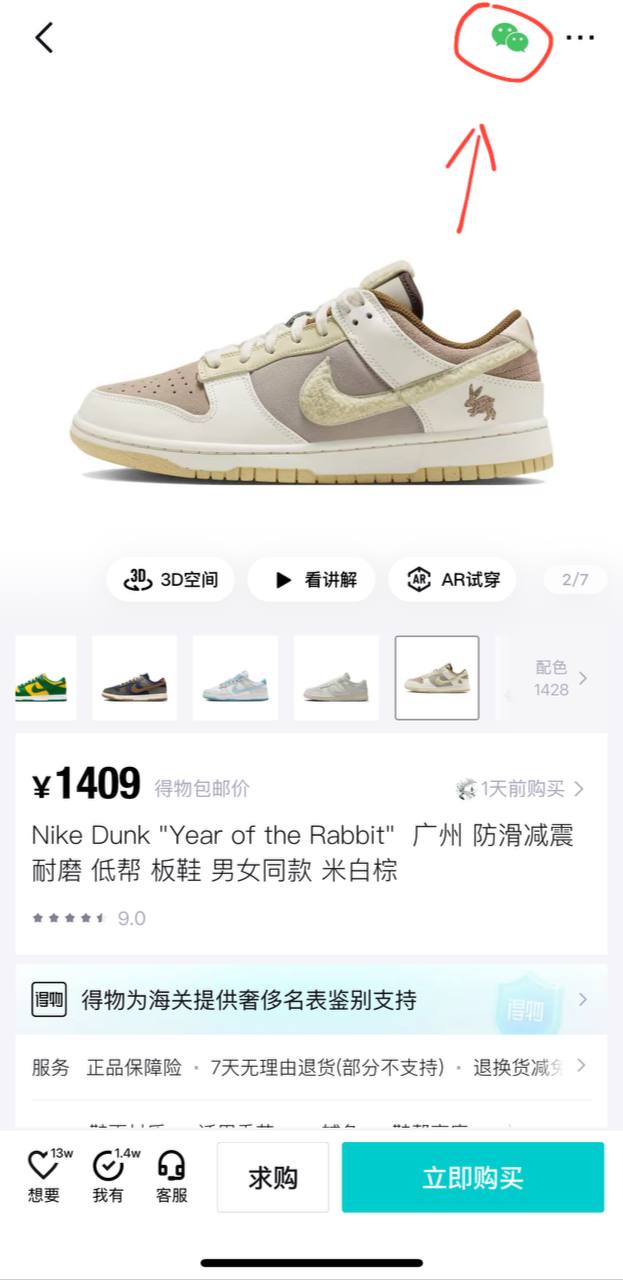 3D
3D空间
看讲解
AR
AR试穿
2/7
配色
1428
¥1409
得物包邮价
1天前购买
Nike Dunk "Year of the Rabbit" 广州 防滑减震
耐磨 低帮 板鞋 男女同款 米白棕
9.0
得物
得物为海关提供奢侈名表鉴别支持
得物
服务
正品保障险 · 7天无理由退货(部分不支持) · 退换货减免
13w
想要
1.4w
我有
客服
求购
立即购买